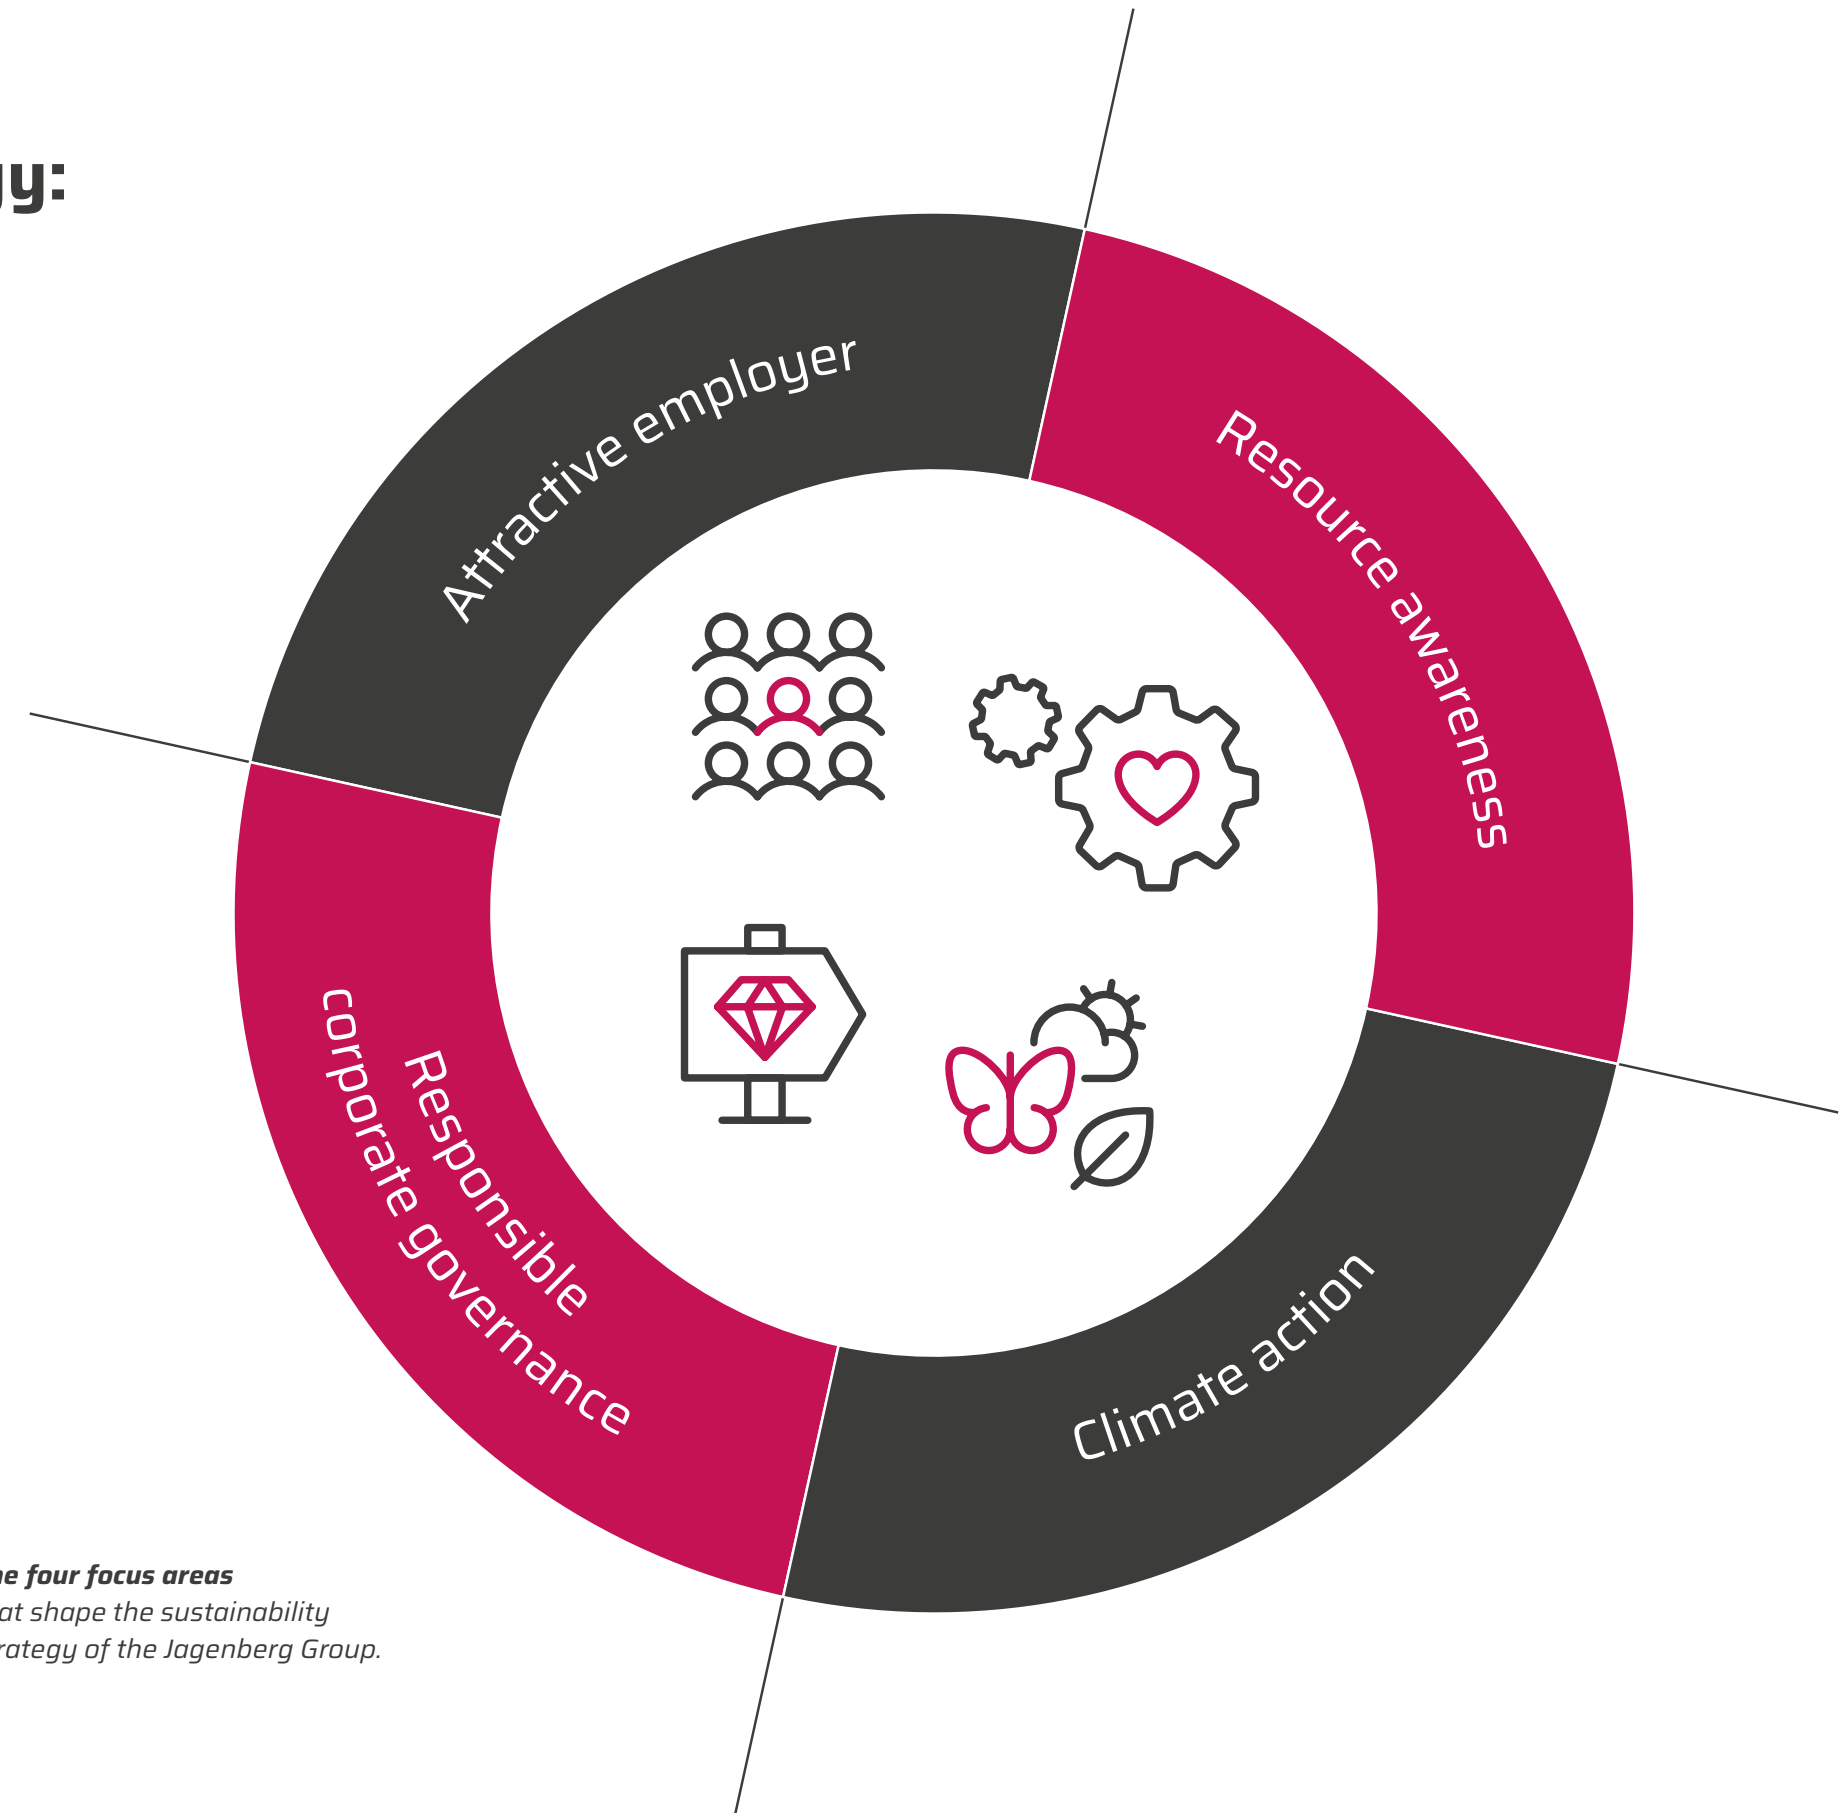 gy:
Attractive employer
Resource awareness
Responsible
corporate governance
Climate action
he four focus areas
at shape the sustainability
rategy of the Jagenberg Group.